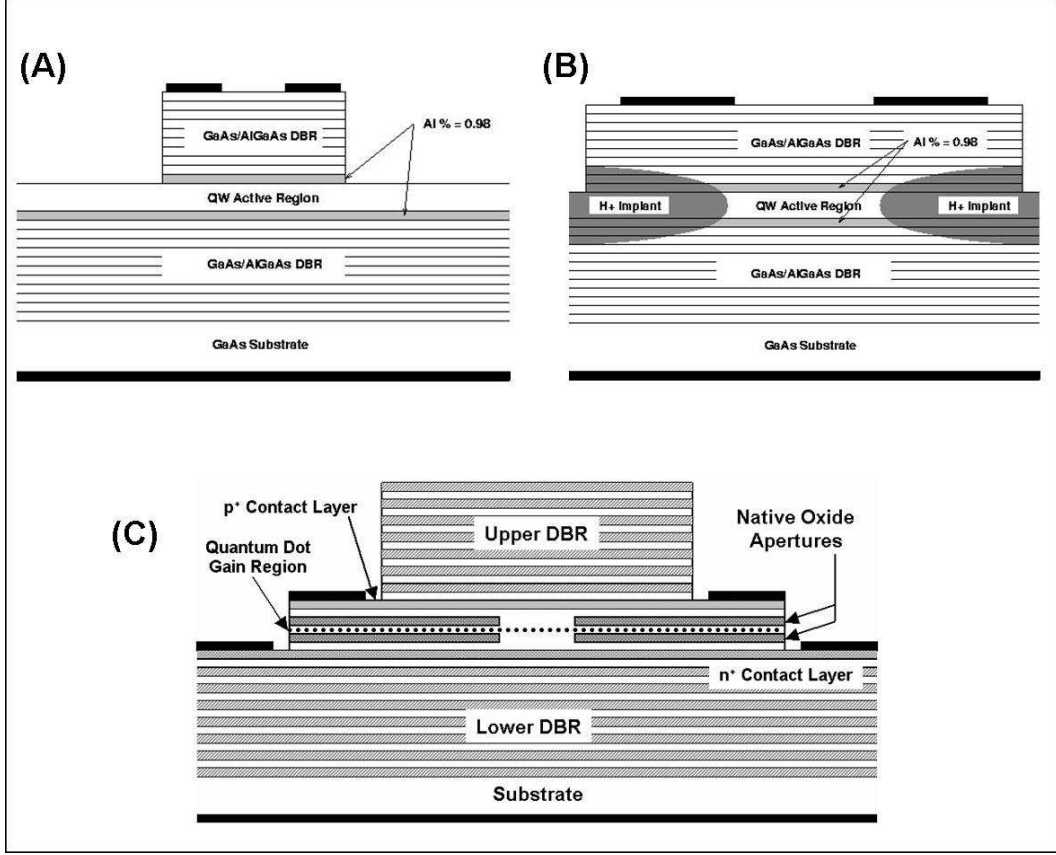 (A)
GaAs/AlGaAs DBR
Al % = 0.98
QW Active Region
GaAs/AlGaAs DBR
GaAs Substrate
(B)
GaAs/AlGaAs DBR
Al % = 0.98
H+ Implant
QW Active Region
H+ Implant
GaAs/AlGaAs DBR
GaAs Substrate
(C)
p⁺ Contact Layer
Quantum Dot
Gain Region
Upper DBR
Native Oxide
Apertures
n⁺ Contact Layer
Lower DBR
Substrate